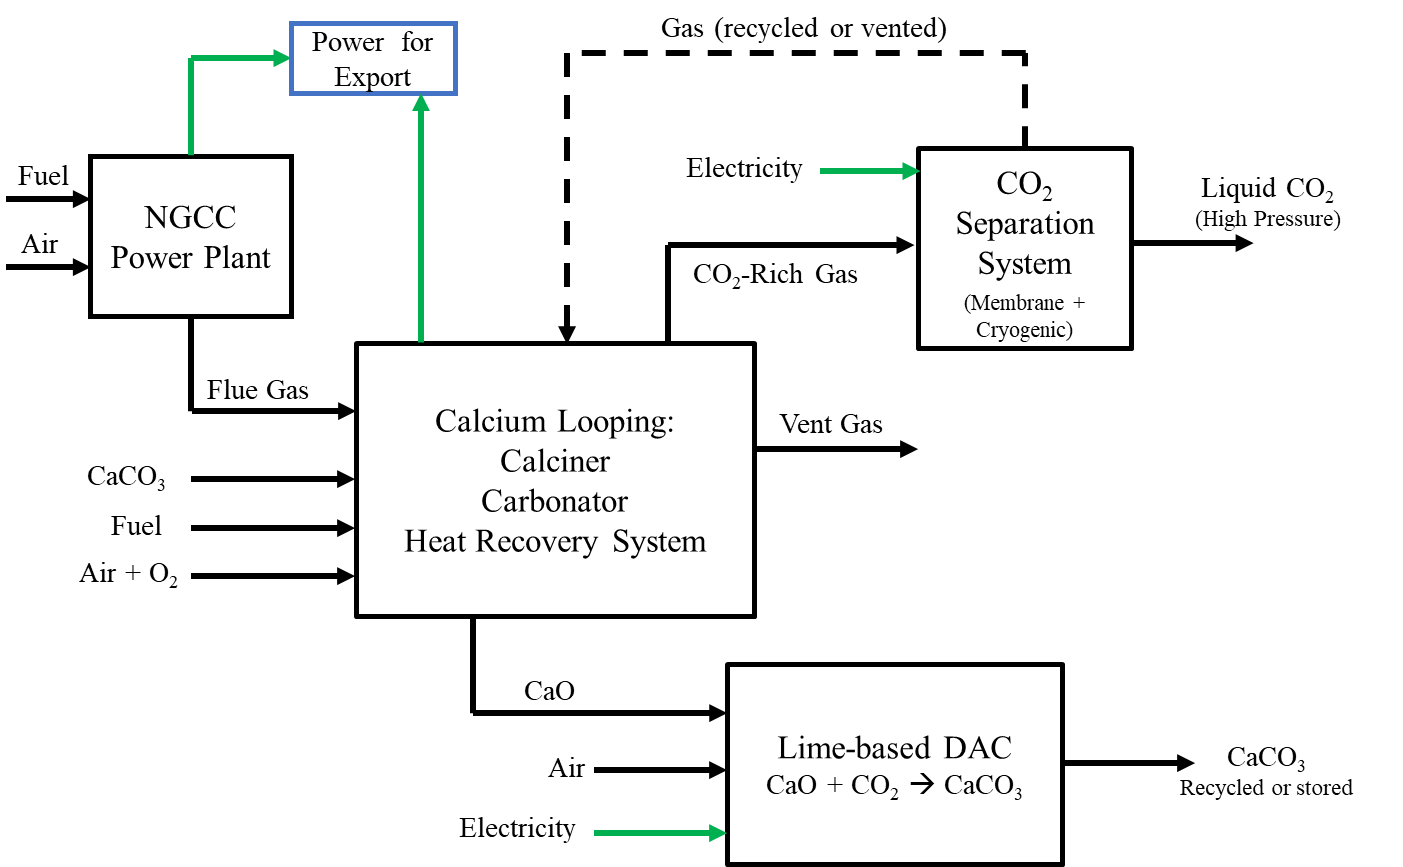 Gas (recycled or vented)
Power for
Export
Fuel
Air
NGCC
Power Plant
Electricity
CO₂
Separation
System
(Membrane +
Cryogenic)
Liquid CO₂
(High Pressure)
CO₂-Rich Gas
Flue Gas
CaCO₃
Fuel
Air + O₂
Calcium Looping:
Calciner
Carbonator
Heat Recovery System
Vent Gas
CaO
Air
Electricity
Lime-based DAC
CaO + CO₂ → CaCO₃
CaCO₃
Recycled or stored